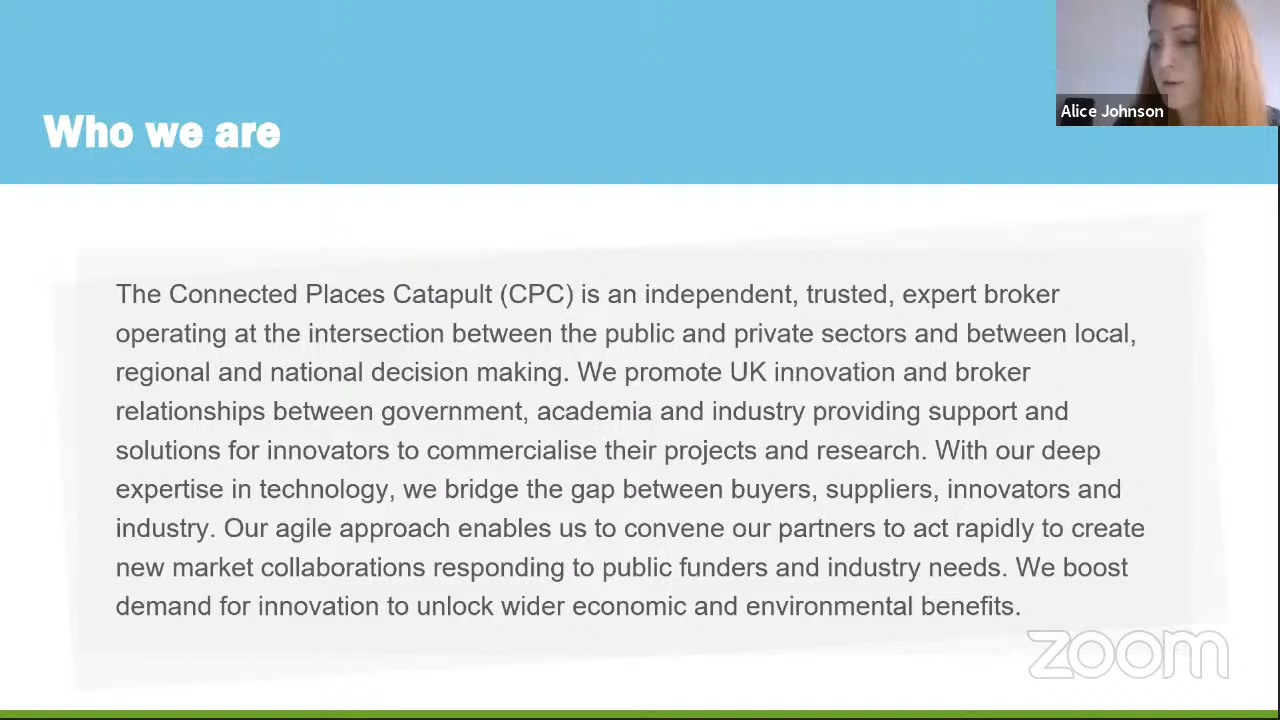 Alice Johnson
Who we are
The Connected Places Catapult (CPC) is an independent, trusted, expert broker
operating at the intersection between the public and private sectors and between local,
regional and national decision making. We promote UK innovation and broker
relationships between government, academia and industry providing support and
solutions for innovators to commercialise their projects and research. With our deep
expertise in technology, we bridge the gap between buyers, suppliers, innovators and
industry. Our agile approach enables us to convene our partners to act rapidly to create
new market collaborations responding to public funders and industry needs. We boost
demand for innovation to unlock wider economic and environmental benefits.
zoom